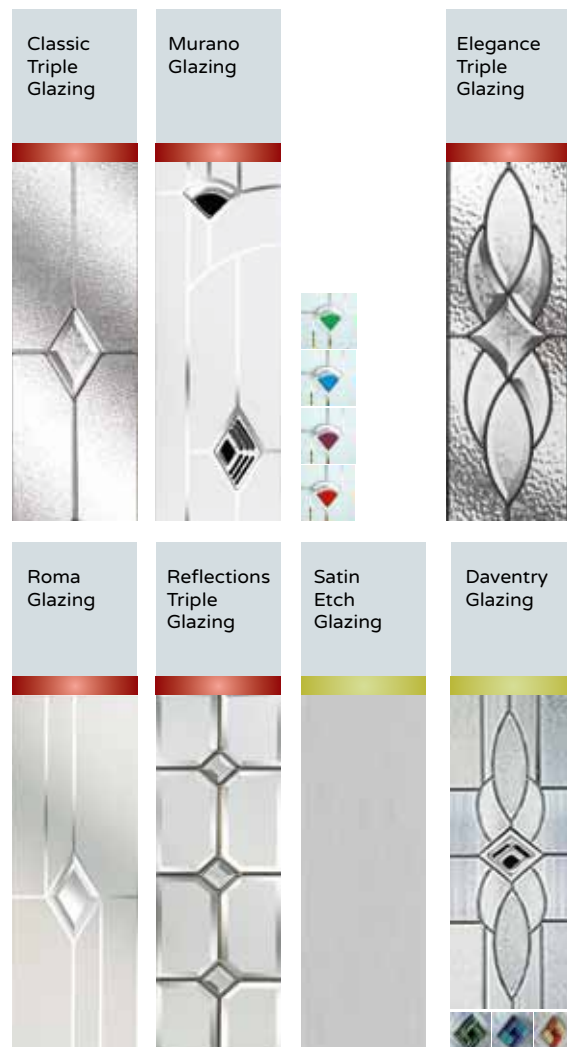 Classic
Triple
Glazing
Murano
Glazing
Elegance
Triple
Glazing
Roma
Glazing
Reflections
Triple
Glazing
Satin
Etch
Glazing
Daventry
Glazing